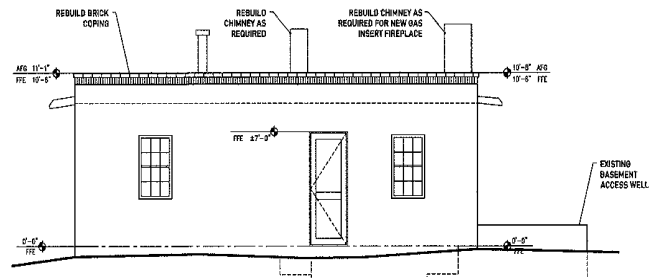 REBUILD BRICK
COPING
REBUILD
CHIMNEY AS
REQUIRED
REBUILD CHIMNEY AS
REQUIRED FOR NEW GAS
INSERT FIREPLACE
AFG 11'-1"
FFE 10'-6"
10'-6" AFG
10'-6" FFE
FFE ±7'-0"
EXISTING
BASEMENT
ACCESS WELL
0'-0"
FFE
0'-0"
FFE